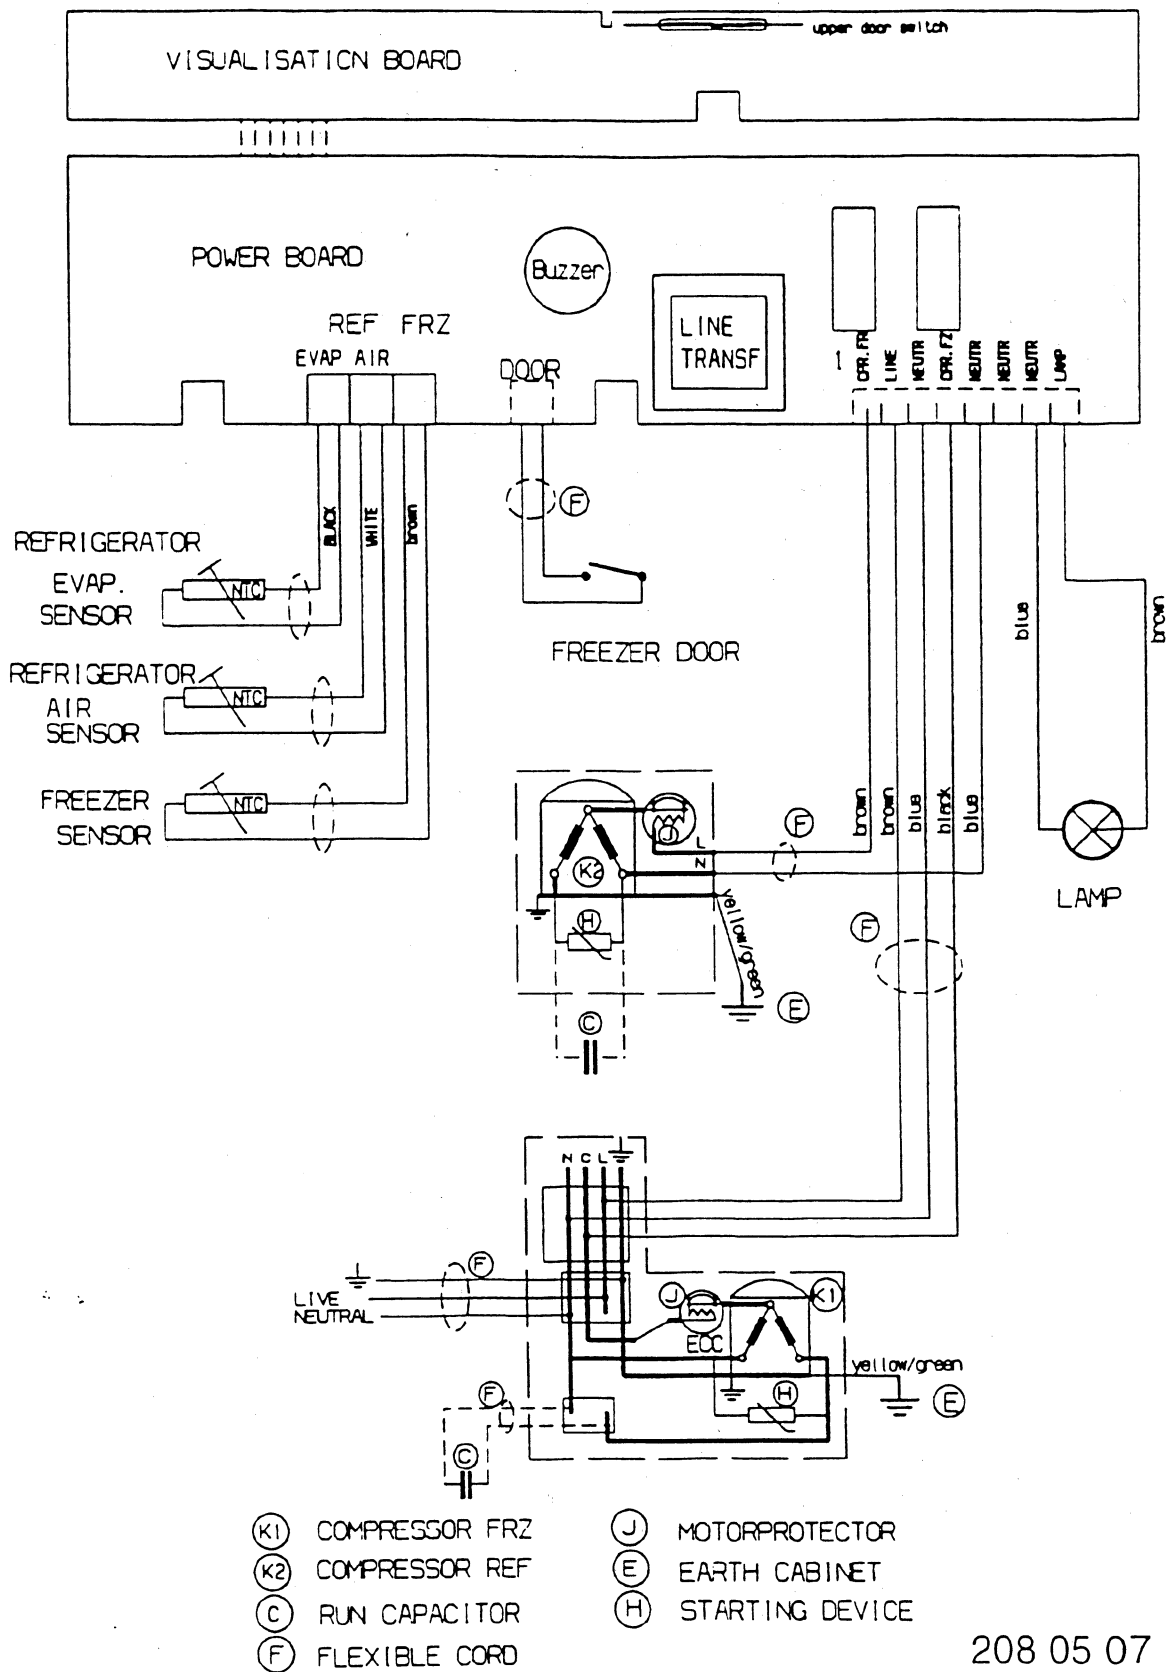 upper door switch
VISUALISATION BOARD
POWER BOARD
Buzzer
REF FRZ
EVAP AIR
DOOR
LINE
TRANSF
1
CPR.FR
LINE
NEUTR
CPR.FZ
NEUTR
NEUTR
NEUTR
LAMP
BLACK
WHITE
brown
F
REFRIGERATOR
EVAP.
SENSOR
NTC
FREEZER DOOR
blue
brown
REFRIGERATOR
AIR
SENSOR
NTC
FREEZER
SENSOR
NTC
brown
brown
blue
black
blue
J
L
N
K2
F
LAMP
H
yellow/green
F
E
C
N C L
F
LIVE
NEUTRAL
J
K1
EOC
yellow/green
H
E
F
C
K1 COMPRESSOR FRZ
K2 COMPRESSOR REF
C RUN CAPACITOR
F FLEXIBLE CORD
J MOTORPROTECTOR
E EARTH CABINET
H STARTING DEVICE
208 05 07